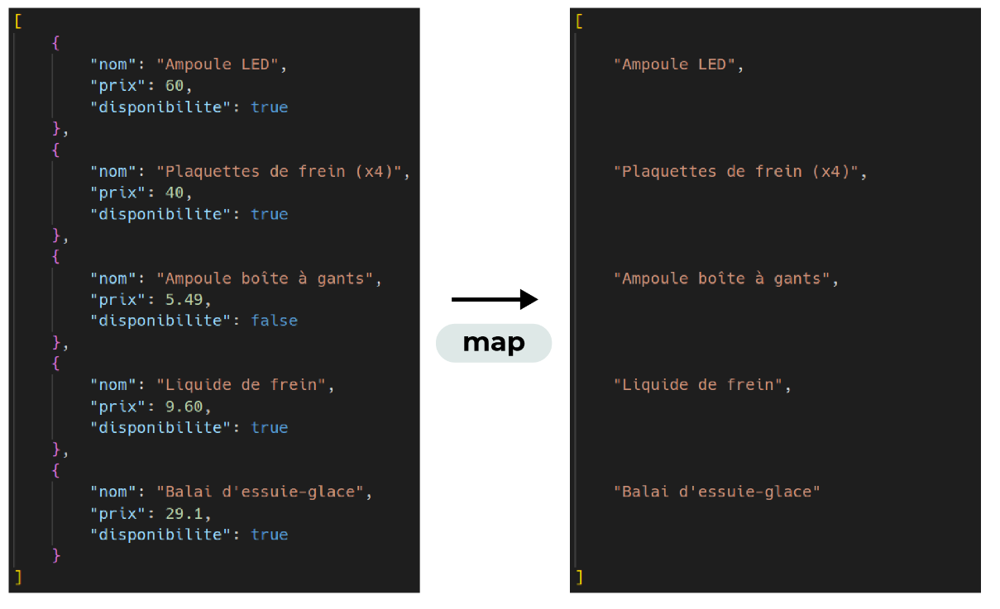 [
{
"nom": "Ampoule LED",
"prix": 60,
"disponibilite": true
},
{
"nom": "Plaquettes de frein (x4)",
"prix": 40,
"disponibilite": true
},
{
"nom": "Ampoule boîte à gants",
"prix": 5.49,
"disponibilite": false
},
{
"nom": "Liquide de frein",
"prix": 9.60,
"disponibilite": true
},
{
"nom": "Balai d'essuie-glace",
"prix": 29.1,
"disponibilite": true
}
]
map
[
"Ampoule LED",
"Plaquettes de frein (x4)",
"Ampoule boîte à gants",
"Liquide de frein",
"Balai d'essuie-glace"
]